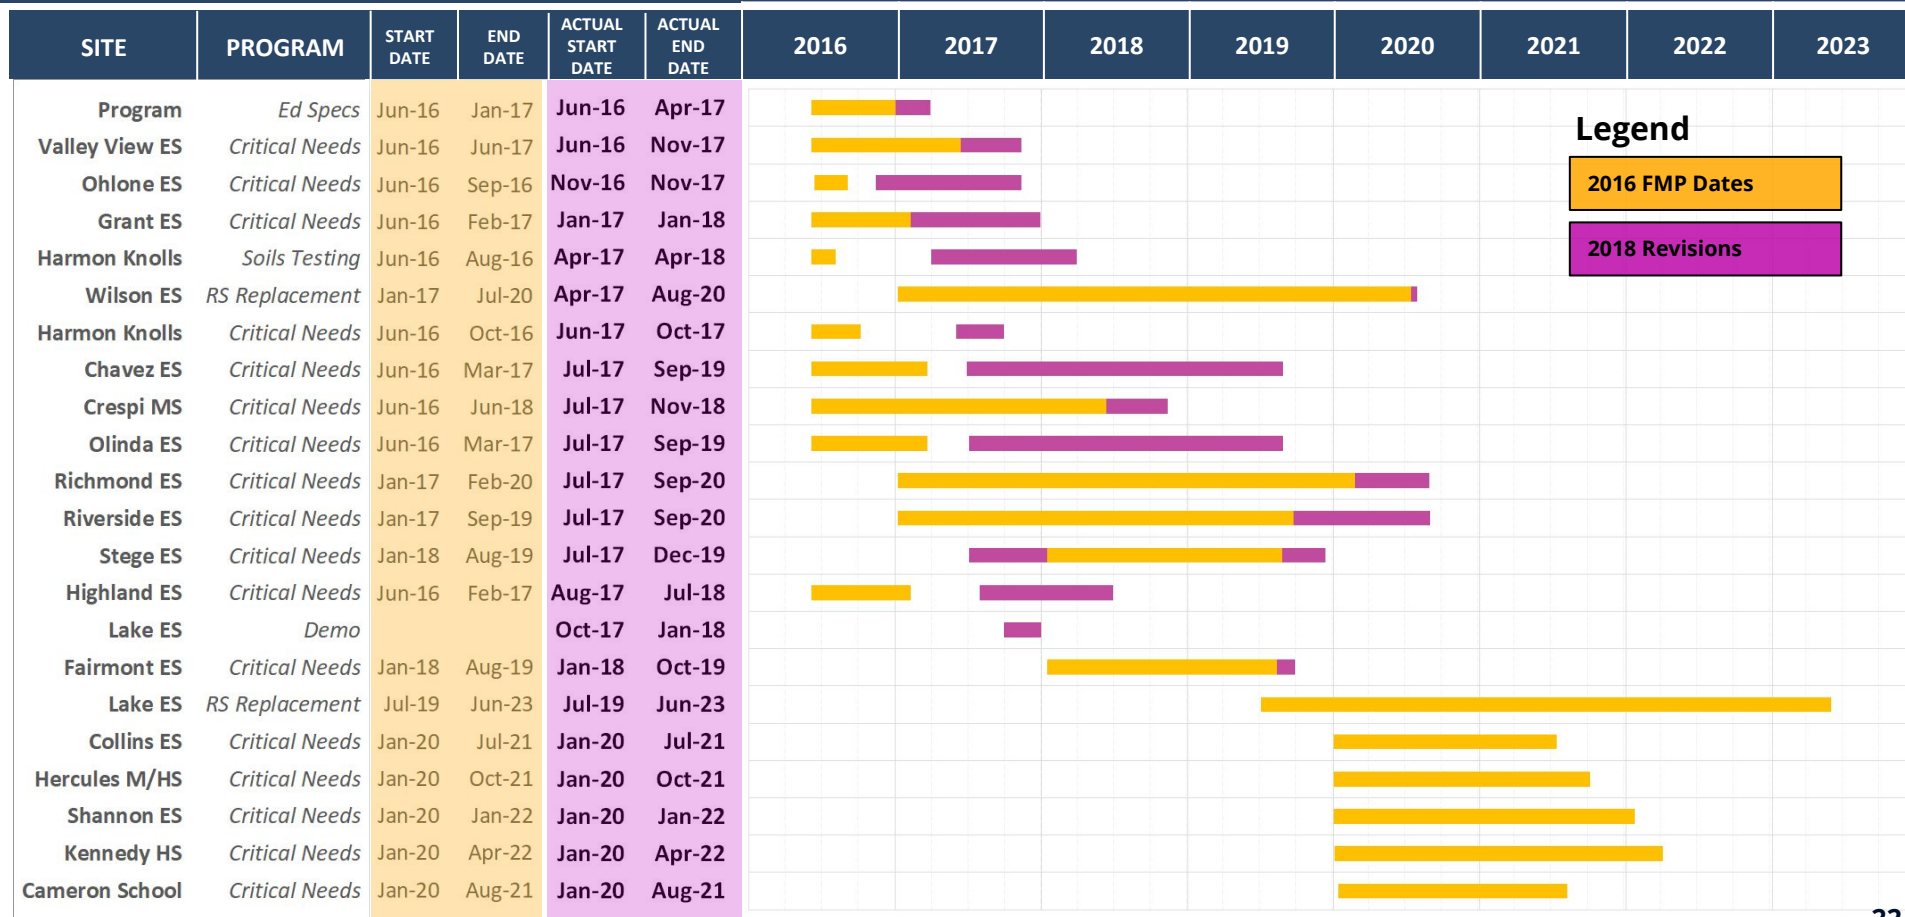 SITE PROGRAM START DATE END DATE ACTUAL START DATE ACTUAL END DATE 2016 2017 2018 2019 2020 2021 2022 2023
Program Ed Specs Jun-16 Jan-17 Jun-16 Apr-17
Valley View ES Critical Needs Jun-16 Jun-17 Jun-16 Nov-17
Ohlone ES Critical Needs Jun-16 Sep-16 Nov-16 Nov-17
Grant ES Critical Needs Jun-16 Feb-17 Jan-17 Jan-18
Harmon Knolls Soils Testing Jun-16 Aug-16 Apr-17 Apr-18
Wilson ES RS Replacement Jan-17 Jul-20 Apr-17 Aug-20
Harmon Knolls Critical Needs Jun-16 Oct-16 Jun-17 Oct-17
Chavez ES Critical Needs Jun-16 Mar-17 Jul-17 Sep-19
Crespi MS Critical Needs Jun-16 Jun-18 Jul-17 Nov-18
Olinda ES Critical Needs Jun-16 Mar-17 Jul-17 Sep-19
Richmond ES Critical Needs Jan-17 Feb-20 Jul-17 Sep-20
Riverside ES Critical Needs Jan-17 Sep-19 Jul-17 Sep-20
Stege ES Critical Needs Jan-18 Aug-19 Jul-17 Dec-19
Highland ES Critical Needs Jun-16 Feb-17 Aug-17 Jul-18
Lake ES Demo Oct-17 Jan-18
Fairmont ES Critical Needs Jan-18 Aug-19 Jan-18 Oct-19
Lake ES RS Replacement Jul-19 Jun-23 Jul-19 Jun-23
Collins ES Critical Needs Jan-20 Jul-21 Jan-20 Jul-21
Hercules M/HS Critical Needs Jan-20 Oct-21 Jan-20 Oct-21
Shannon ES Critical Needs Jan-20 Jan-22 Jan-20 Jan-22
Kennedy HS Critical Needs Jan-20 Apr-22 Jan-20 Apr-22
Cameron School Critical Needs Jan-20 Aug-21 Jan-20 Aug-21
Legend
2016 FMP Dates
2018 Revisions